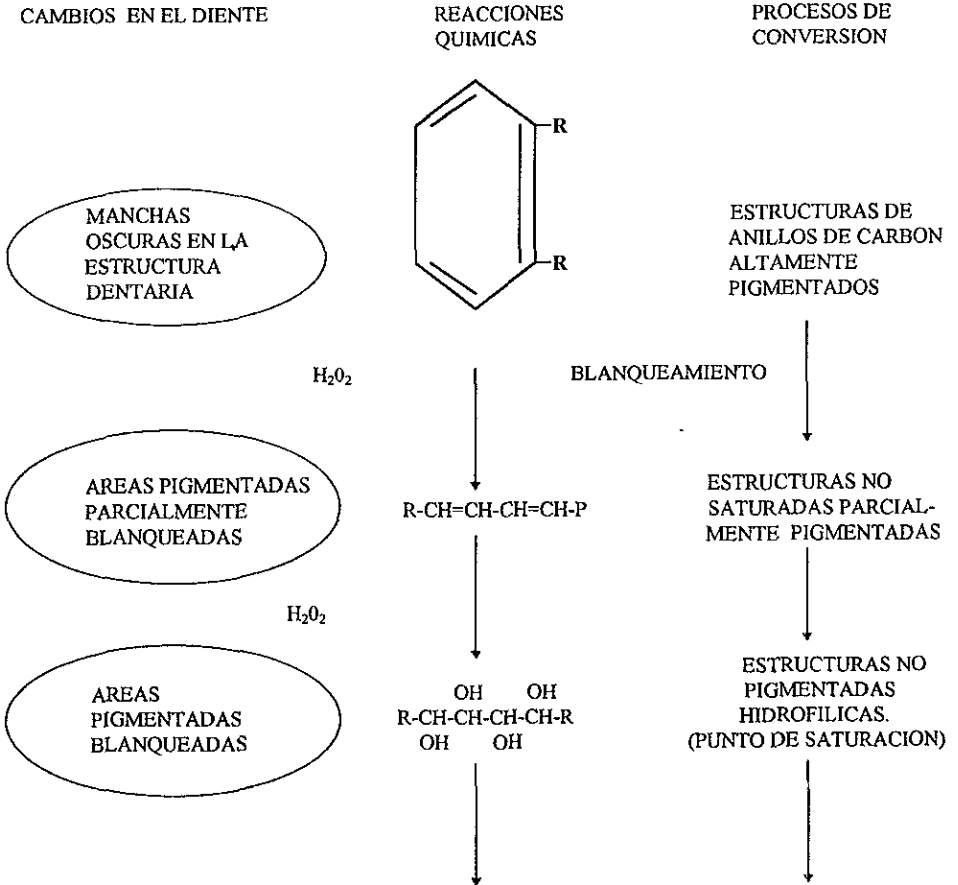 CAMBIOS EN EL DIENTE
REACCIONES
QUIMICAS
PROCESOS DE
CONVERSION
R
R
MANCHAS
OSCURAS EN LA
ESTRUCTURA
DENTARIA
ESTRUCTURAS DE
ANILLOS DE CARBON
ALTAMENTE
PIGMENTADOS
H₂0₂
BLANQUEAMIENTO
AREAS PIGMENTADAS
PARCIALMENTE
BLANQUEADAS
R-CH=CH-CH=CH-P
ESTRUCTURAS NO
SATURADAS PARCIAL-
MENTE PIGMENTADAS
H₂0₂
AREAS
PIGMENTADAS
BLANQUEADAS
OH OH
R-CH-CH-CH-CH-R
OH OH
ESTRUCTURAS NO
PIGMENTADAS
HIDROFILICAS.
(PUNTO DE SATURACION)